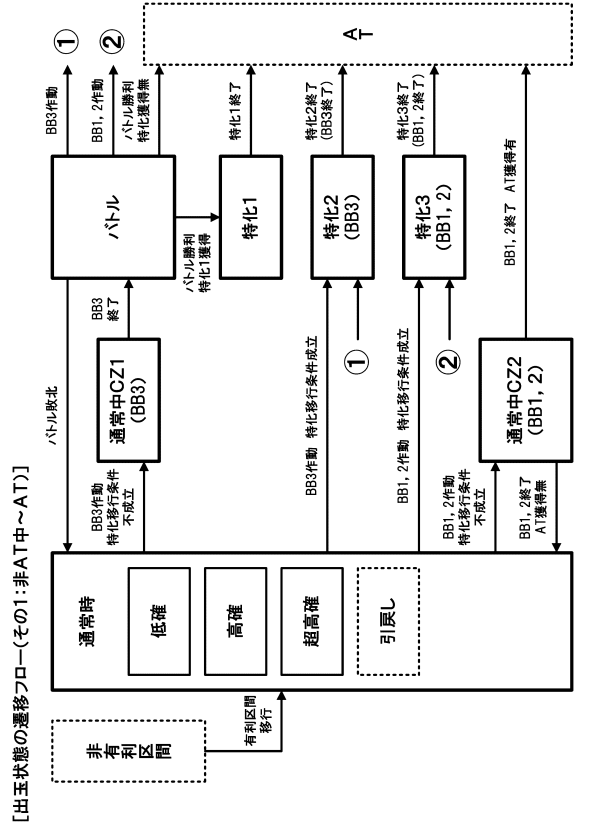 [出玉状態の遷移フロー(その1:非AT中~AT)]
非有利区間
有利区間
移行
通常時
低確
高確
超高確
引戻し
バトル敗北
BB3作動
特化移行条件
不成立
通常中CZ1
(BB3)
BB3
終了
バトル
BB3作動
①
BB1,2作動
②
バトル勝利
特化獲得無
バトル勝利
特化1獲得
特化1
特化1終了
BB3作動 特化移行条件成立
①
特化2
(BB3)
特化2終了
(BB3終了)
BB1,2作動 特化移行条件成立
②
特化3
(BB1,2)
特化3終了
(BB1,2終了)
BB1,2作動
特化移行条件
不成立
BB1,2終了
AT獲得無
通常中CZ2
(BB1,2)
BB1,2終了 AT獲得有
AT